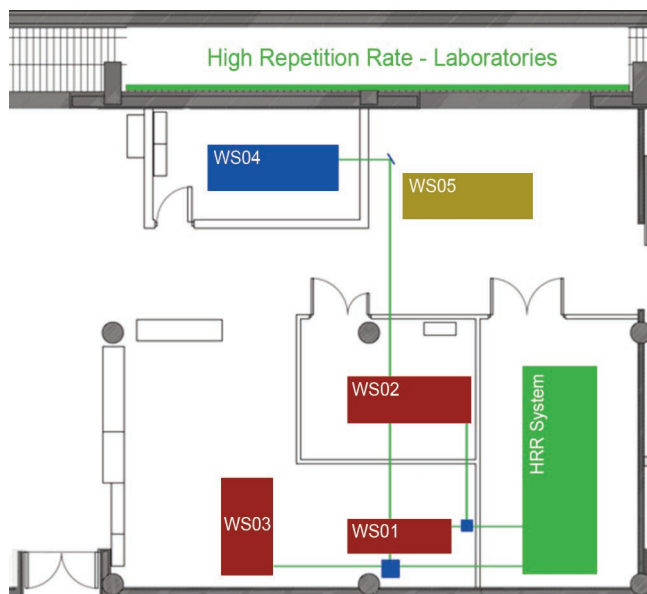 High Repetition Rate - Laboratories
WS04
WS05
WS02
HRR System
WS03
WS01